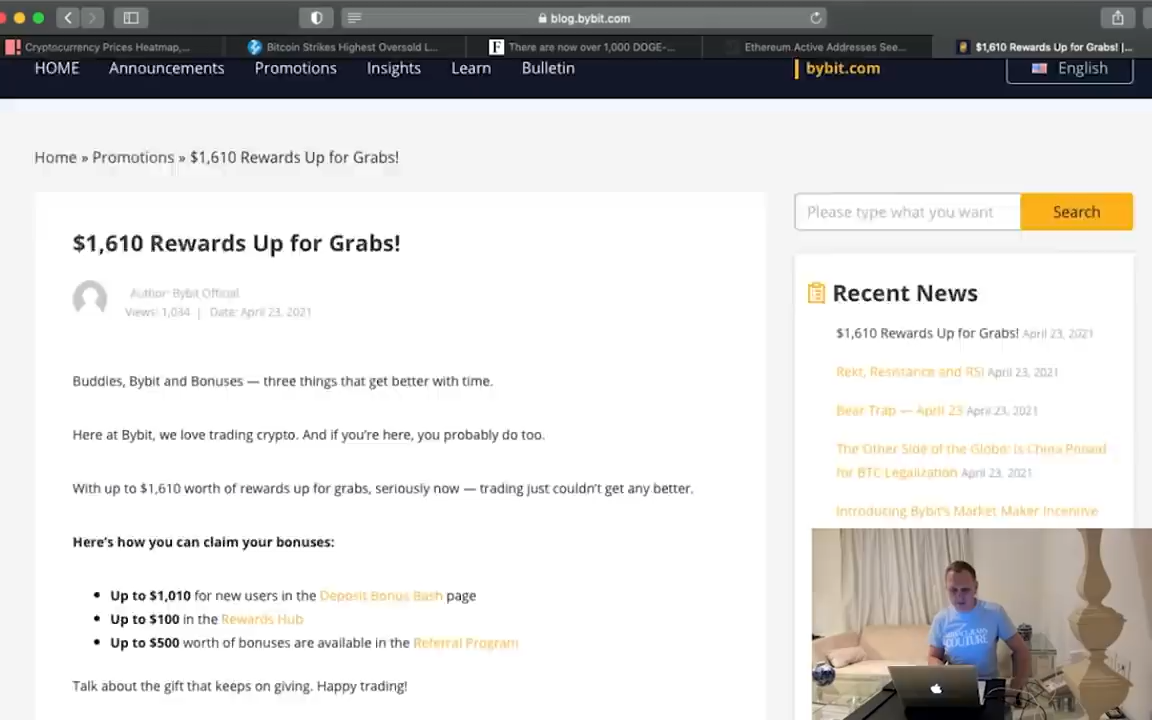 blog.bybit.com
Cryptocurrency Prices Heatmap,...
Bitcoin Strikes Highest Oversold L...
There are now over 1,000 DOGE-...
Ethereum Active Addresses See...
$1,610 Rewards Up for Grabs! |...
HOME
Announcements
Promotions
Insights
Learn
Bulletin
bybit.com
English
Home » Promotions » $1,610 Rewards Up for Grabs!
Please type what you want
Search
$1,610 Rewards Up for Grabs!
Author: Bybit Official
Views: 1,034 | Date: April 23, 2021
Buddies, Bybit and Bonuses — three things that get better with time.
Here at Bybit, we love trading crypto. And if you're here, you probably do too.
With up to $1,610 worth of rewards up for grabs, seriously now — trading just couldn't get any better.
Here's how you can claim your bonuses:
Up to $1,010 for new users in the Deposit Bonus Bash page
Up to $100 in the Rewards Hub
Up to $500 worth of bonuses are available in the Referral Program
Talk about the gift that keeps on giving. Happy trading!
Recent News
$1,610 Rewards Up for Grabs! April 23, 2021
Rekt, Resistance and RSI April 23, 2021
Bear Trap — April 23 April 23, 2021
The Other Side of the Globe: Is China Poised
for BTC Legalization April 23, 2021
Introducing Bybit's Market Maker Incentive
COUTURE